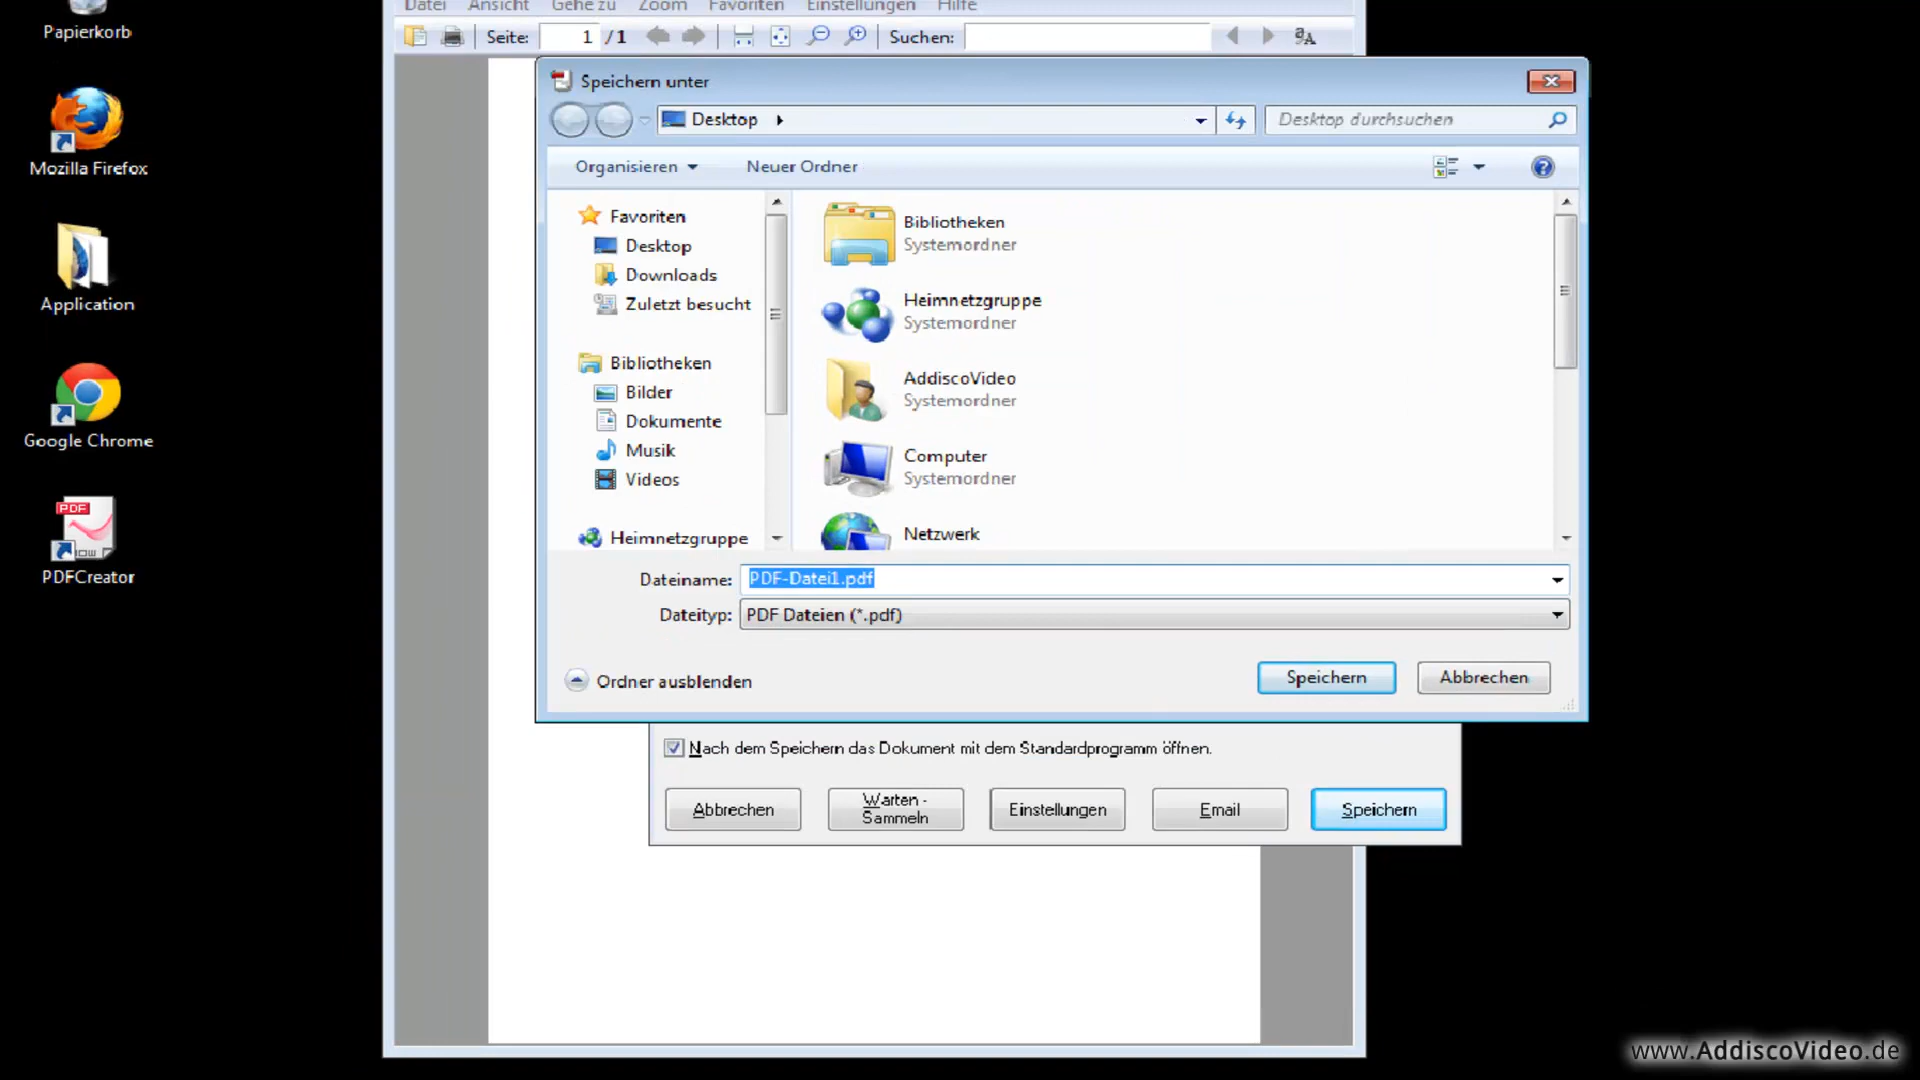 Papierkorb
Mozilla Firefox
Application
Google Chrome
PDF
PDFCreator
Datei Ansicht Gehe zu Zoom Favoriten Einstellungen Hilfe
Seite: 1 / 1 Suchen:
Speichern unter
Desktop
Desktop durchsuchen
Organisieren Neuer Ordner
Favoriten
Desktop
Downloads
Zuletzt besucht
Bibliotheken
Bilder
Dokumente
Musik
Videos
Heimnetzgruppe
Bibliotheken
Systemordner
Heimnetzgruppe
Systemordner
AddiscoVideo
Systemordner
Computer
Systemordner
Netzwerk
Dateiname: PDF-Datei1.pdf
Dateityp: PDF Dateien (*.pdf)
Ordner ausblenden
Speichern Abbrechen
Nach dem Speichern das Dokument mit dem Standardprogramm öffnen.
Abbrechen
Warten -
Sammeln
Einstellungen
Email
Speichern
www.AddiscoVideo.de